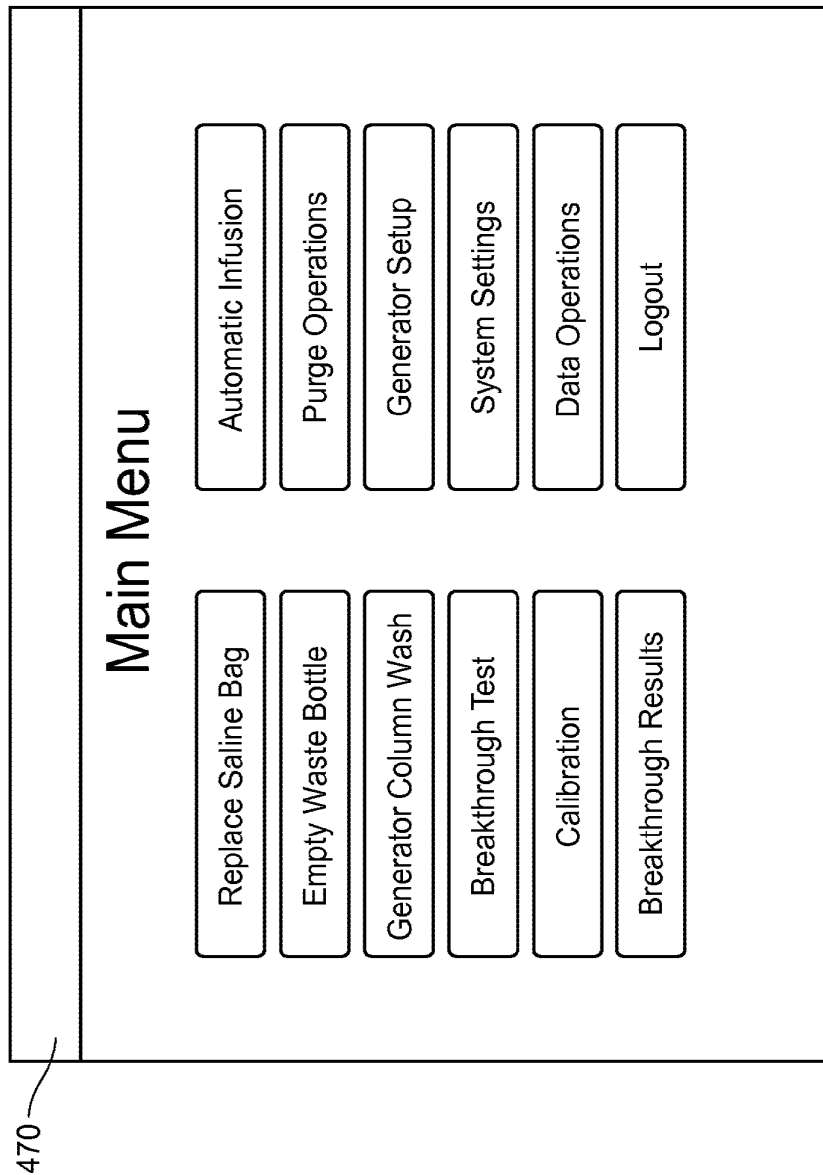 470
Main Menu
Replace Saline Bag
Automatic Infusion
Empty Waste Bottle
Purge Operations
Generator Column Wash
Generator Setup
Breakthrough Test
System Settings
Calibration
Data Operations
Breakthrough Results
Logout